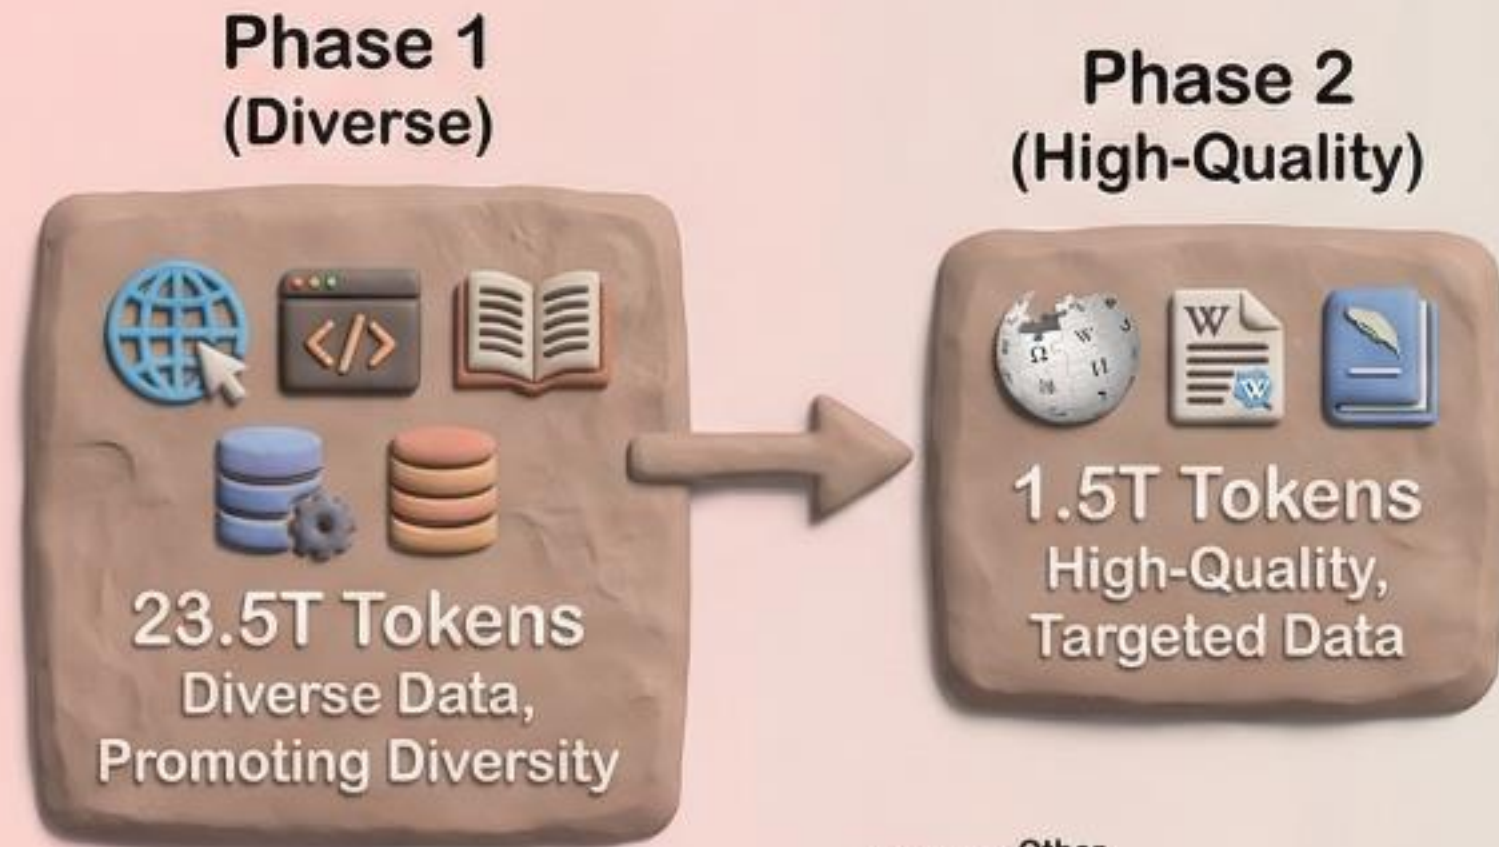 Phase 1
(Diverse)
23.5T Tokens
Diverse Data,
Promoting Diversity
Phase 2
(High-Quality)
W
Ω
W
W
</>
1.5T Tokens
High-Quality,
Targeted Data
Other